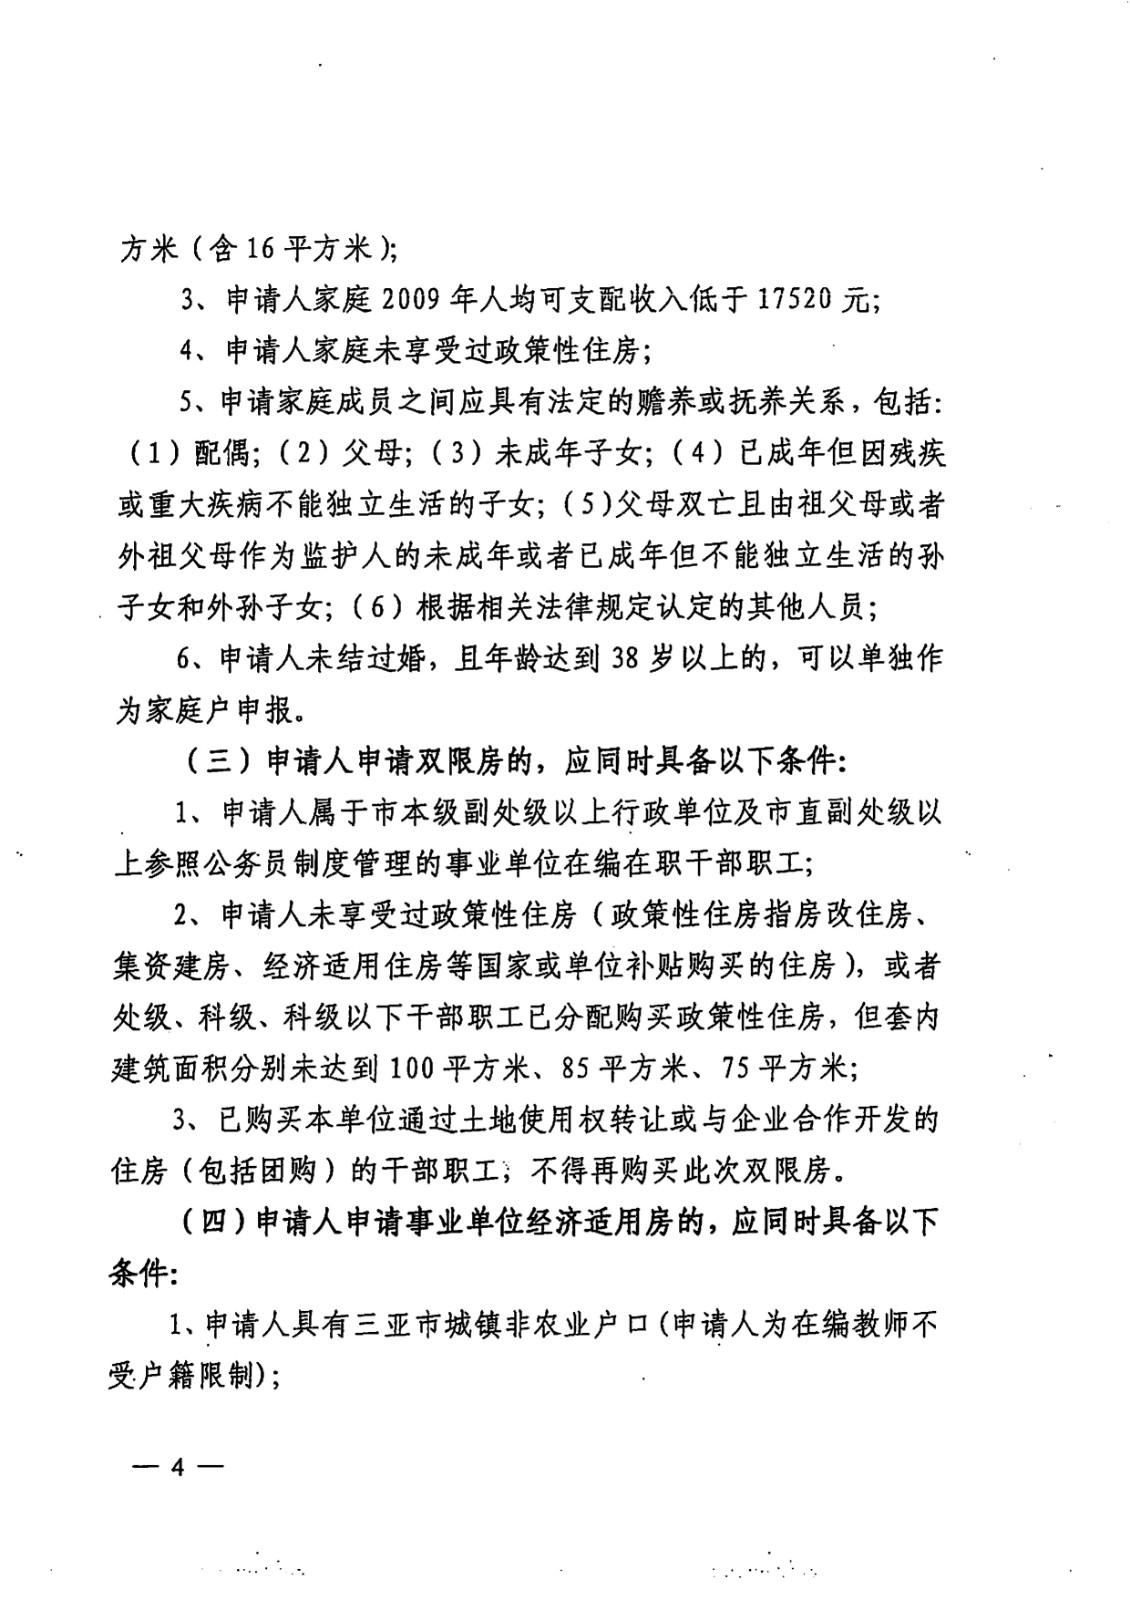 方米（含16平方米）；
3、申请人家庭2009年人均可支配收入低于17520元；
4、申请人家庭未享受过政策性住房；
5、申请家庭成员之间应具有法定的赡养或抚养关系，包括：
（1）配偶；（2）父母；（3）未成年子女；（4）已成年但因残疾
或重大疾病不能独立生活的子女；（5）父母双亡且由祖父母或者
外祖父母作为监护人的未成年或者已成年但不能独立生活的孙
子女和外孙子女；（6）根据相关法律规定认定的其他人员；
6、申请人未结过婚，且年龄达到38岁以上的，可以单独作
为家庭户申报。
（三）申请人申请双限房的，应同时具备以下条件：
1、申请人属于市本级副处级以上行政单位及市直副处级以
上参照公务员制度管理的事业单位在编在职干部职工；
2、申请人未享受过政策性住房（政策性住房指房改住房、
集资建房、经济适用住房等国家或单位补贴购买的住房），或者
处级、科级、科级以下干部职工已分配购买政策性住房，但套内
建筑面积分别未达到100平方米、85平方米、75平方米；
3、已购买本单位通过土地使用权转让或与企业合作开发的
住房（包括团购）的干部职工，不得再购买此次双限房。
（四）申请人申请事业单位经济适用房的，应同时具备以下
条件：
1、申请人具有三亚市城镇非农业户口（申请人为在编教师不
受户籍限制）；
— 4 —